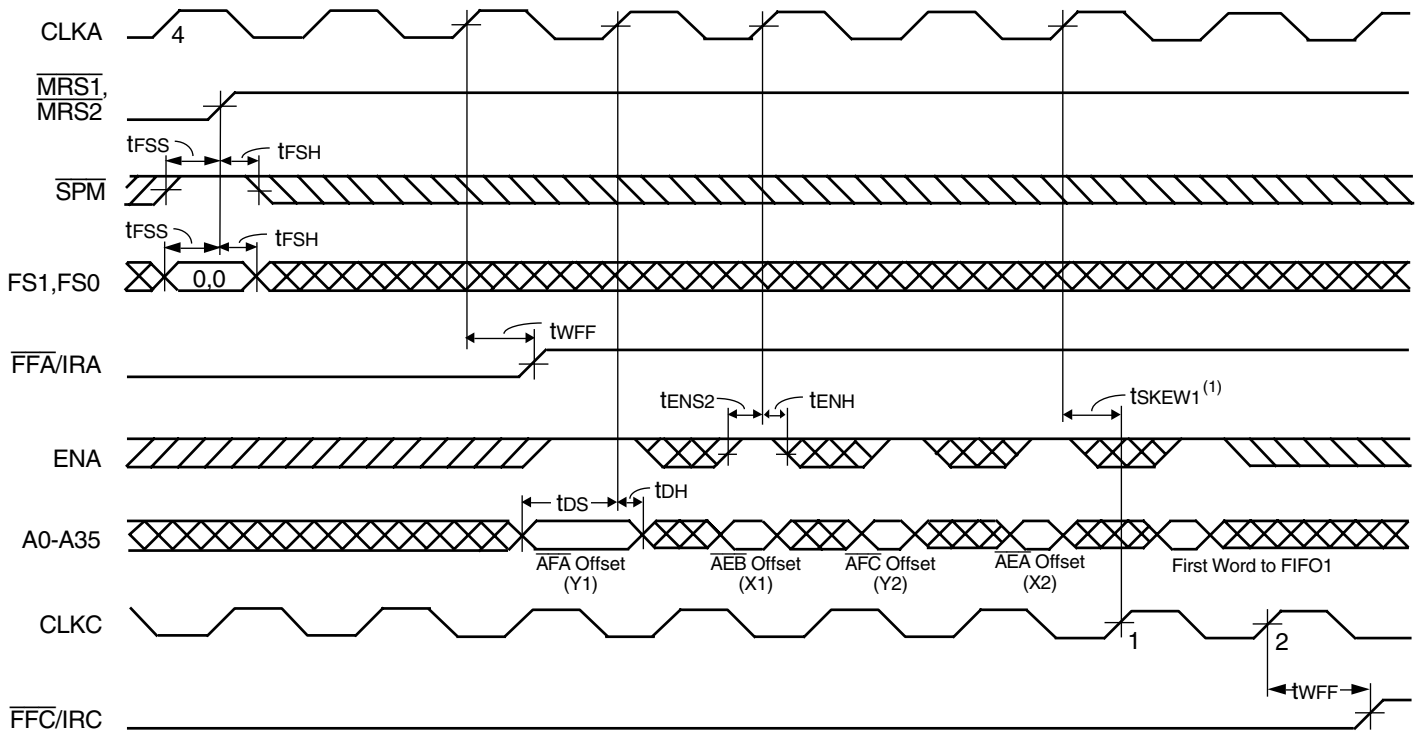 CLKA
4
MRS1,
MRS2
tFSS
tFSH
SPM
tFSS
tFSH
FS1,FS0
0,0
tWFF
FFA/IRA
tENS2
tENH
tSKEW1(1)
ENA
tDS
tDH
A0-A35
AFA Offset
(Y1)
AEB Offset
(X1)
AFC Offset
(Y2)
AEA Offset
(X2)
First Word to FIFO1
CLKC
1
2
tWFF
FFC/IRC